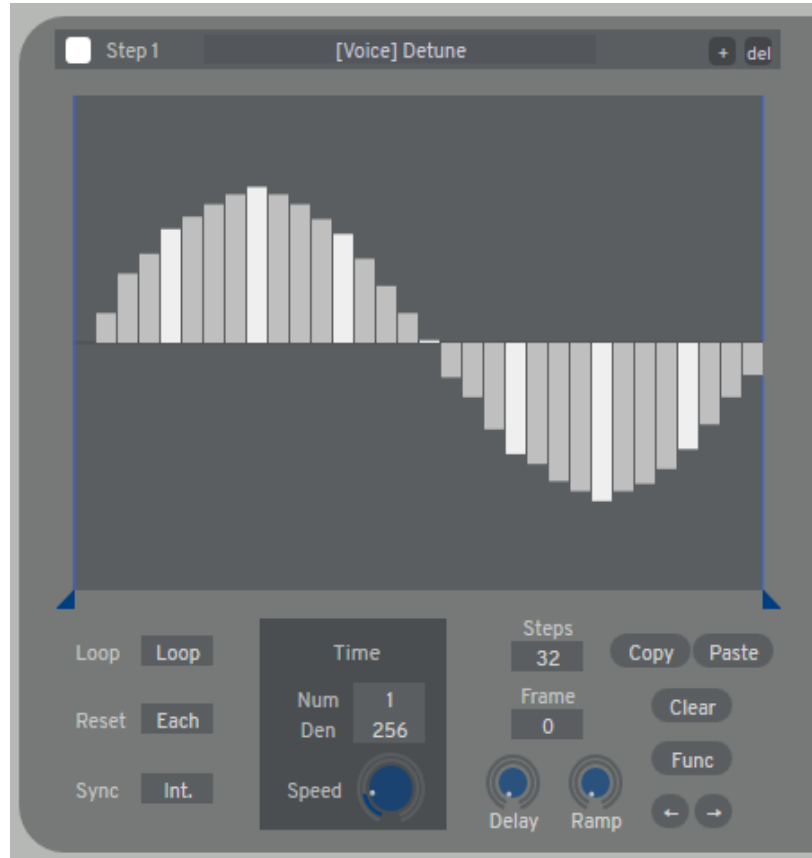 Step 1 [Voice] Detune + del
Steps
Loop Loop Time 32 Copy Paste
Num 1 Frame
Reset Each Den 256 0 Clear
Func
Sync Int. Speed
Delay Ramp ← →